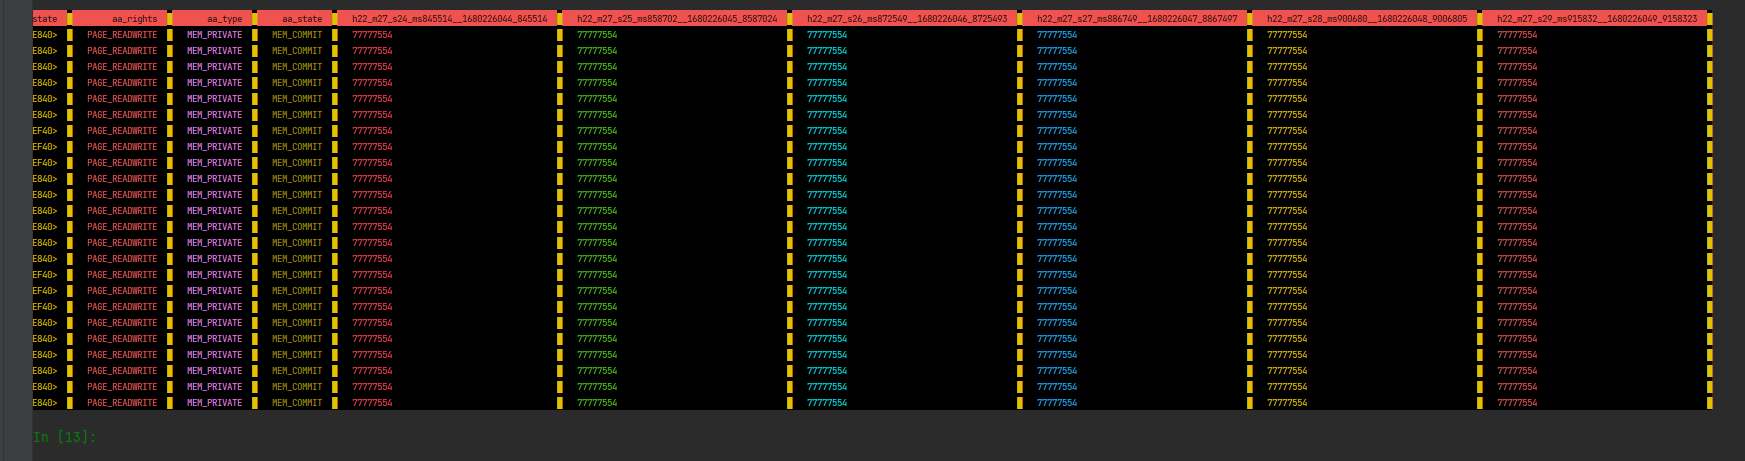 state aa_rights aa_type aa_state h22_m27_s24_ms845514__1680226044_845514 h22_m27_s25_ms858702__1680226045_8587024 h22_m27_s26_ms872549__1680226046_8725493 h22_m27_s27_ms886749__1680226047_8867497 h22_m27_s28_ms900680__1680226048_9006805 h22_m27_s29_ms915832__1680226049_9158323
E840> PAGE_READWRITE MEM_PRIVATE MEM_COMMIT 77777554 77777554 77777554 77777554 77777554 77777554
E840> PAGE_READWRITE MEM_PRIVATE MEM_COMMIT 77777554 77777554 77777554 77777554 77777554 77777554
E840> PAGE_READWRITE MEM_PRIVATE MEM_COMMIT 77777554 77777554 77777554 77777554 77777554 77777554
E840> PAGE_READWRITE MEM_PRIVATE MEM_COMMIT 77777554 77777554 77777554 77777554 77777554 77777554
E840> PAGE_READWRITE MEM_PRIVATE MEM_COMMIT 77777554 77777554 77777554 77777554 77777554 77777554
E840> PAGE_READWRITE MEM_PRIVATE MEM_COMMIT 77777554 77777554 77777554 77777554 77777554 77777554
EF40> PAGE_READWRITE MEM_PRIVATE MEM_COMMIT 77777554 77777554 77777554 77777554 77777554 77777554
EF40> PAGE_READWRITE MEM_PRIVATE MEM_COMMIT 77777554 77777554 77777554 77777554 77777554 77777554
EF40> PAGE_READWRITE MEM_PRIVATE MEM_COMMIT 77777554 77777554 77777554 77777554 77777554 77777554
E840> PAGE_READWRITE MEM_PRIVATE MEM_COMMIT 77777554 77777554 77777554 77777554 77777554 77777554
E840> PAGE_READWRITE MEM_PRIVATE MEM_COMMIT 77777554 77777554 77777554 77777554 77777554 77777554
E840> PAGE_READWRITE MEM_PRIVATE MEM_COMMIT 77777554 77777554 77777554 77777554 77777554 77777554
E840> PAGE_READWRITE MEM_PRIVATE MEM_COMMIT 77777554 77777554 77777554 77777554 77777554 77777554
E840> PAGE_READWRITE MEM_PRIVATE MEM_COMMIT 77777554 77777554 77777554 77777554 77777554 77777554
E840> PAGE_READWRITE MEM_PRIVATE MEM_COMMIT 77777554 77777554 77777554 77777554 77777554 77777554
EF40> PAGE_READWRITE MEM_PRIVATE MEM_COMMIT 77777554 77777554 77777554 77777554 77777554 77777554
E840> PAGE_READWRITE MEM_PRIVATE MEM_COMMIT 77777554 77777554 77777554 77777554 77777554 77777554
EF40> PAGE_READWRITE MEM_PRIVATE MEM_COMMIT 77777554 77777554 77777554 77777554 77777554 77777554
E840> PAGE_READWRITE MEM_PRIVATE MEM_COMMIT 77777554 77777554 77777554 77777554 77777554 77777554
E840> PAGE_READWRITE MEM_PRIVATE MEM_COMMIT 77777554 77777554 77777554 77777554 77777554 77777554
E840> PAGE_READWRITE MEM_PRIVATE MEM_COMMIT 77777554 77777554 77777554 77777554 77777554 77777554
E840> PAGE_READWRITE MEM_PRIVATE MEM_COMMIT 77777554 77777554 77777554 77777554 77777554 77777554
E840> PAGE_READWRITE MEM_PRIVATE MEM_COMMIT 77777554 77777554 77777554 77777554 77777554 77777554
E840> PAGE_READWRITE MEM_PRIVATE MEM_COMMIT 77777554 77777554 77777554 77777554 77777554 77777554
In [13]: